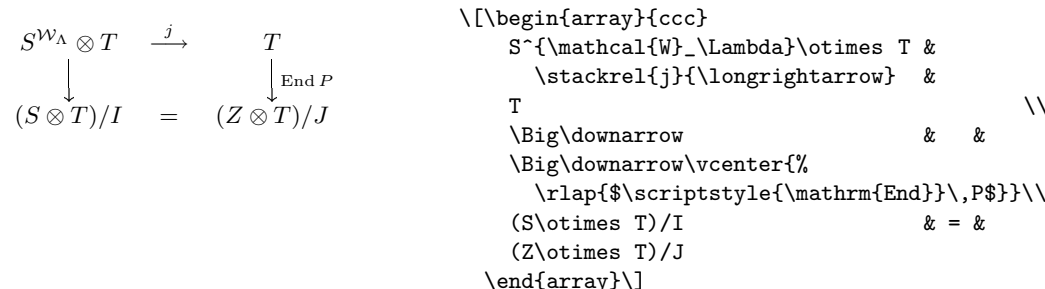 S^{𝒲_Λ} ⊗ T  j⟶  T
End P
(S ⊗ T)/I = (Z ⊗ T)/J
\[\begin{array}{ccc}
S^{\mathcal{W}_\Lambda}\otimes T &
\stackrel{j}{\longrightarrow} &
T \\
\Big\downarrow & &
\Big\downarrow\vcenter{%
\rlap{$\scriptstyle{\mathrm{End}}\,P$}}\\
(S\otimes T)/I & = &
(Z\otimes T)/J
\end{array}\]